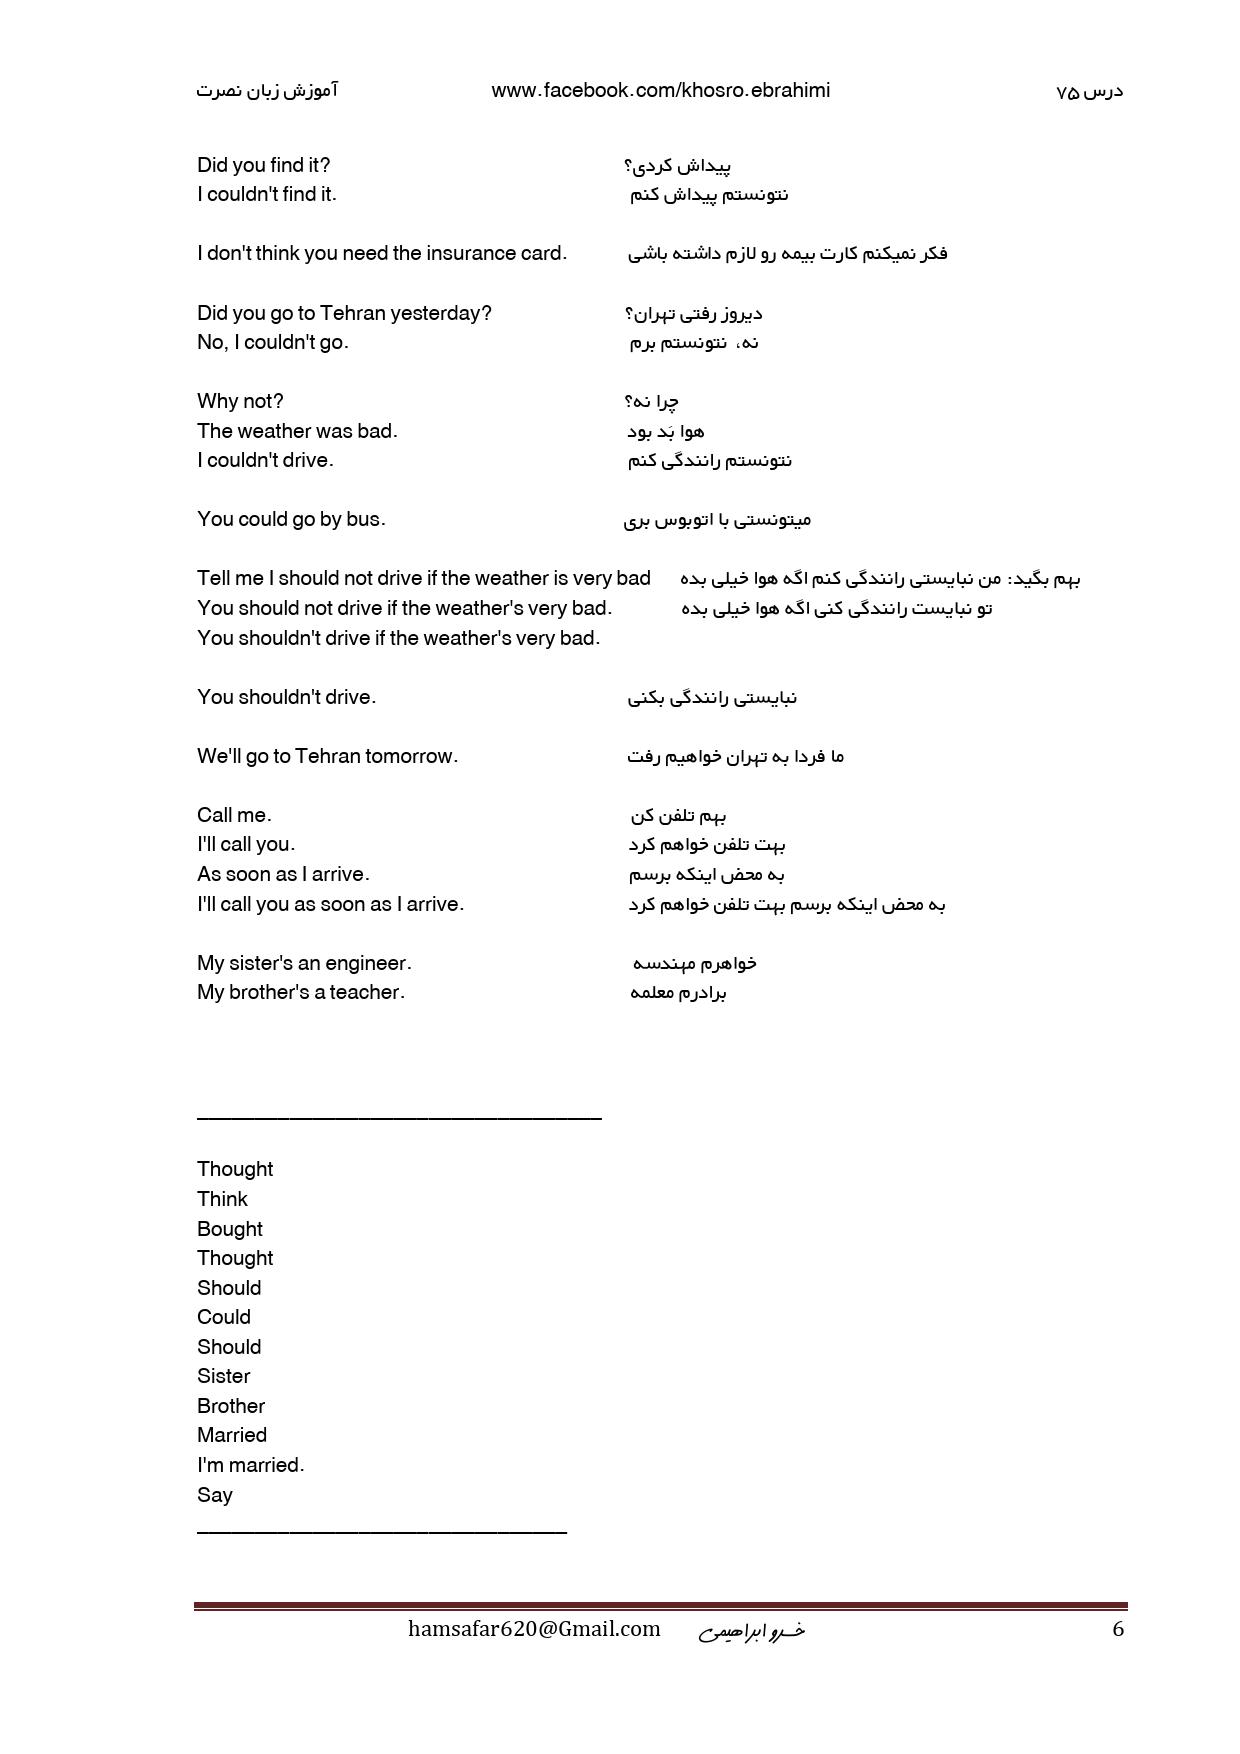 آموزش زبان نصرت www.facebook.com/khosro.ebrahimi درس ۷۵
Did you find it? پیداش کردی؟
I couldn't find it. نتونستم پیداش کنم
I don't think you need the insurance card. فکر نمیکنم کارت بیمه رو لازم داشته باشی
Did you go to Tehran yesterday? دیروز رفتی تهران؟
No, I couldn't go. نه، نتونستم برم
Why not? چرا نه؟
The weather was bad. هوا بَد بود
I couldn't drive. نتونستم رانندگی کنم
You could go by bus. میتونستی با اتوبوس بری
Tell me I should not drive if the weather is very bad بهم بگید: من نبایستی رانندگی کنم اگه هوا خیلی بده
You should not drive if the weather's very bad. تو نبایست رانندگی کنی اگه هوا خیلی بده
You shouldn't drive if the weather's very bad.
You shouldn't drive. نبایستی رانندگی بکنی
We'll go to Tehran tomorrow. ما فردا به تهران خواهیم رفت
Call me. بهم تلفن کن
I'll call you. بهت تلفن خواهم کرد
As soon as I arrive. به محض اینکه برسم
I'll call you as soon as I arrive. به محض اینکه برسم بهت تلفن خواهم کرد
My sister's an engineer. خواهرم مهندسه
My brother's a teacher. برادرم معلمه
Thought
Think
Bought
Thought
Should
Could
Should
Sister
Brother
Married
I'm married.
Say
hamsafar620@Gmail.com خسرو ابراهیمی 6